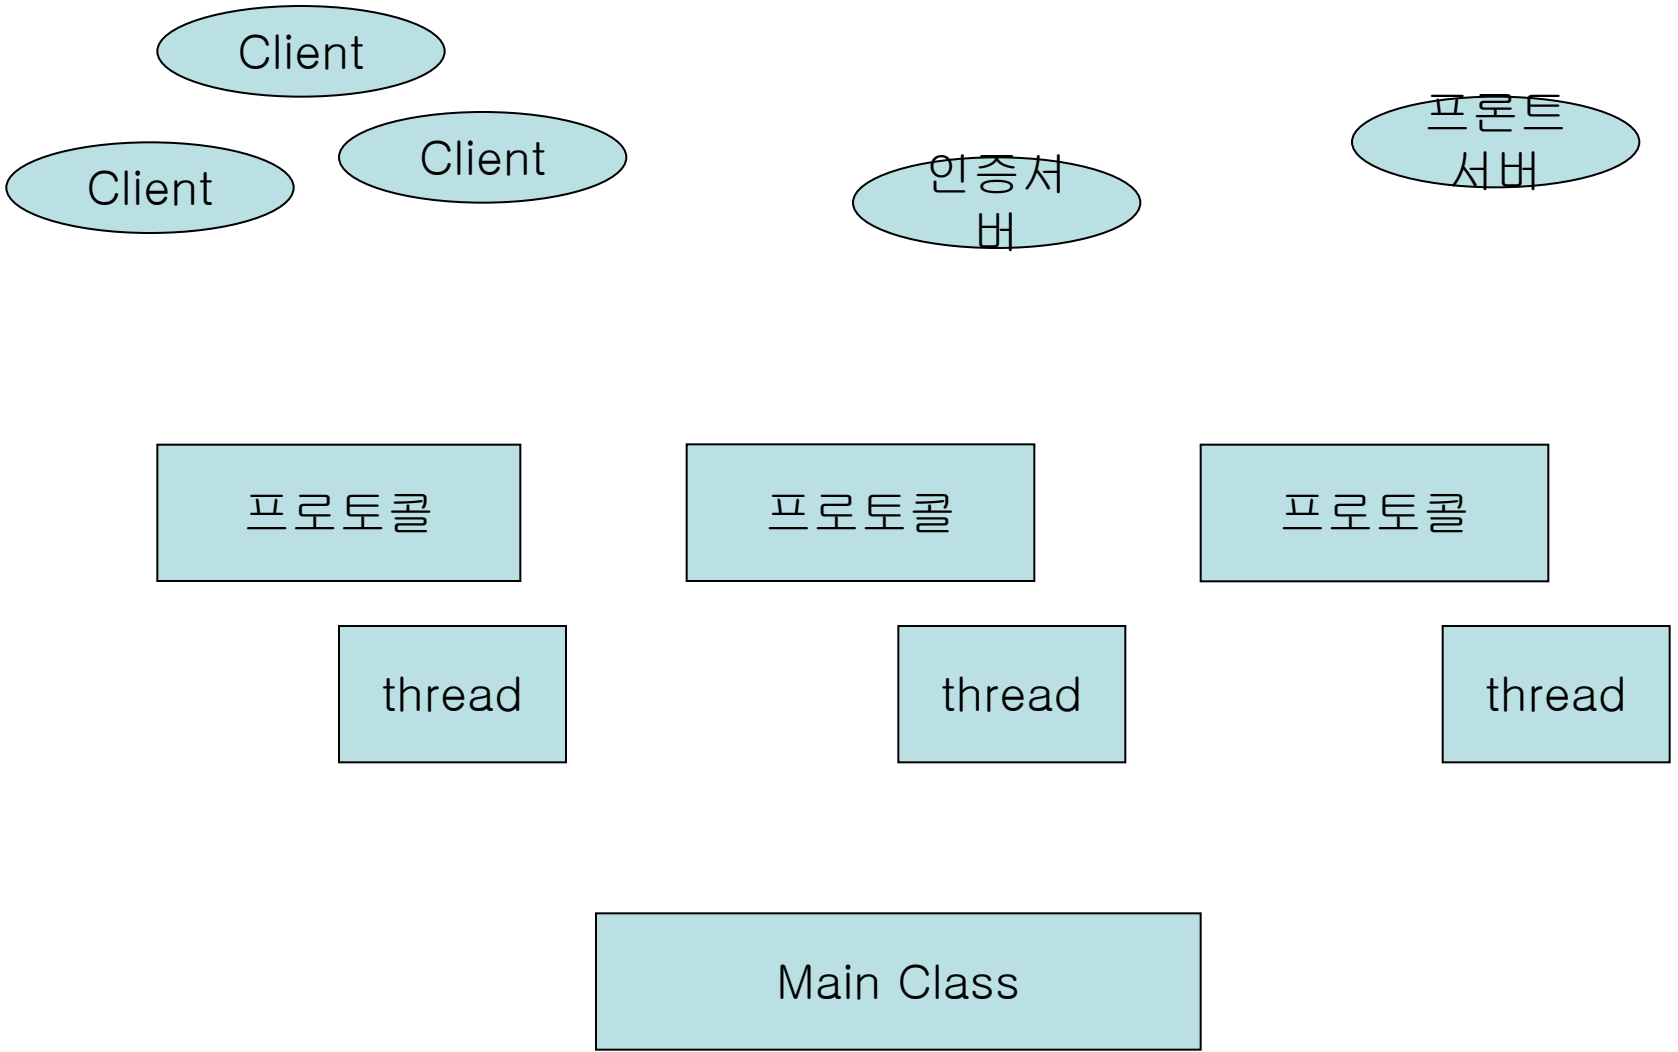 Client
Client
Client
인증서
버
프론트
서버
프로토콜
프로토콜
프로토콜
thread
thread
thread
Main Class